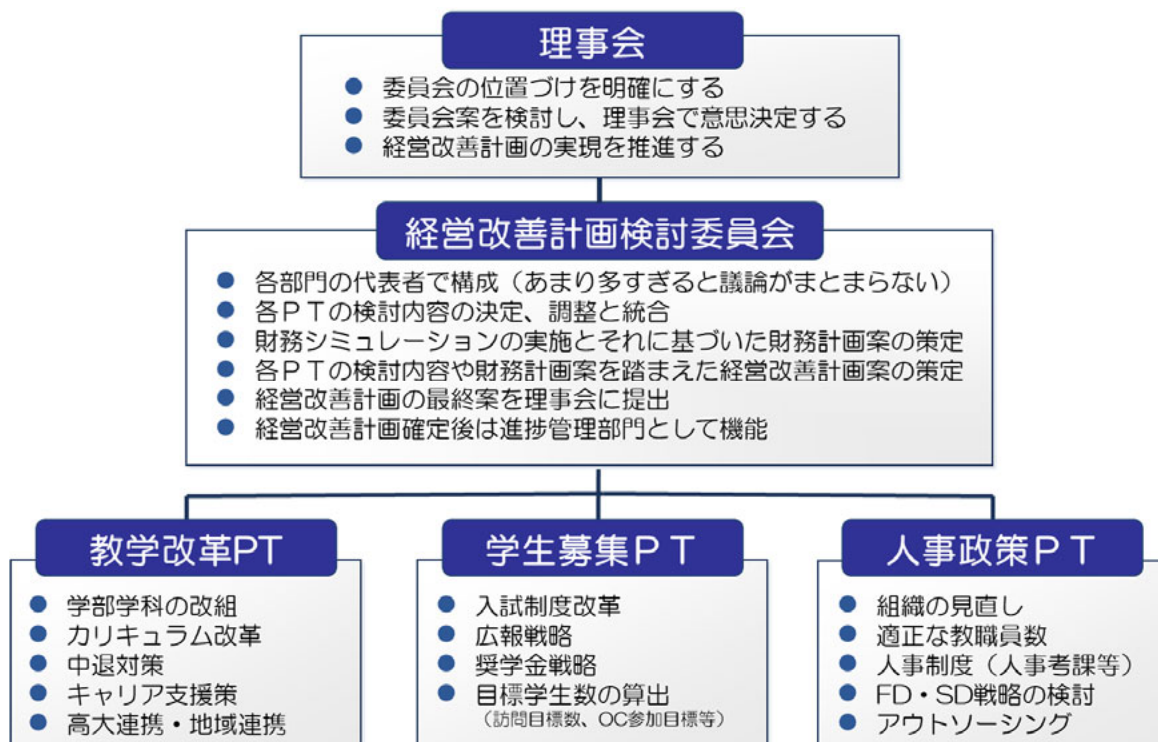 理事会
● 委員会の位置づけを明確にする
● 委員会案を検討し、理事会で意思決定する
● 経営改善計画の実現を推進する
経営改善計画検討委員会
● 各部門の代表者で構成（あまり多すぎると議論がまとまらない）
● 各ＰＴの検討内容の決定、調整と統合
● 財務シミュレーションの実施とそれに基づいた財務計画案の策定
● 各ＰＴの検討内容や財務計画案を踏まえた経営改善計画案の策定
● 経営改善計画の最終案を理事会に提出
● 経営改善計画確定後は進捗管理部門として機能
教学改革PT
● 学部学科の改組
● カリキュラム改革
● 中退対策
● キャリア支援策
● 高大連携・地域連携
学生募集ＰＴ
● 入試制度改革
● 広報戦略
● 奨学金戦略
● 目標学生数の算出
（訪問目標数、OC参加目標等）
人事政策ＰＴ
● 組織の見直し
● 適正な教職員数
● 人事制度（人事考課等）
● FD・SD戦略の検討
● アウトソーシング